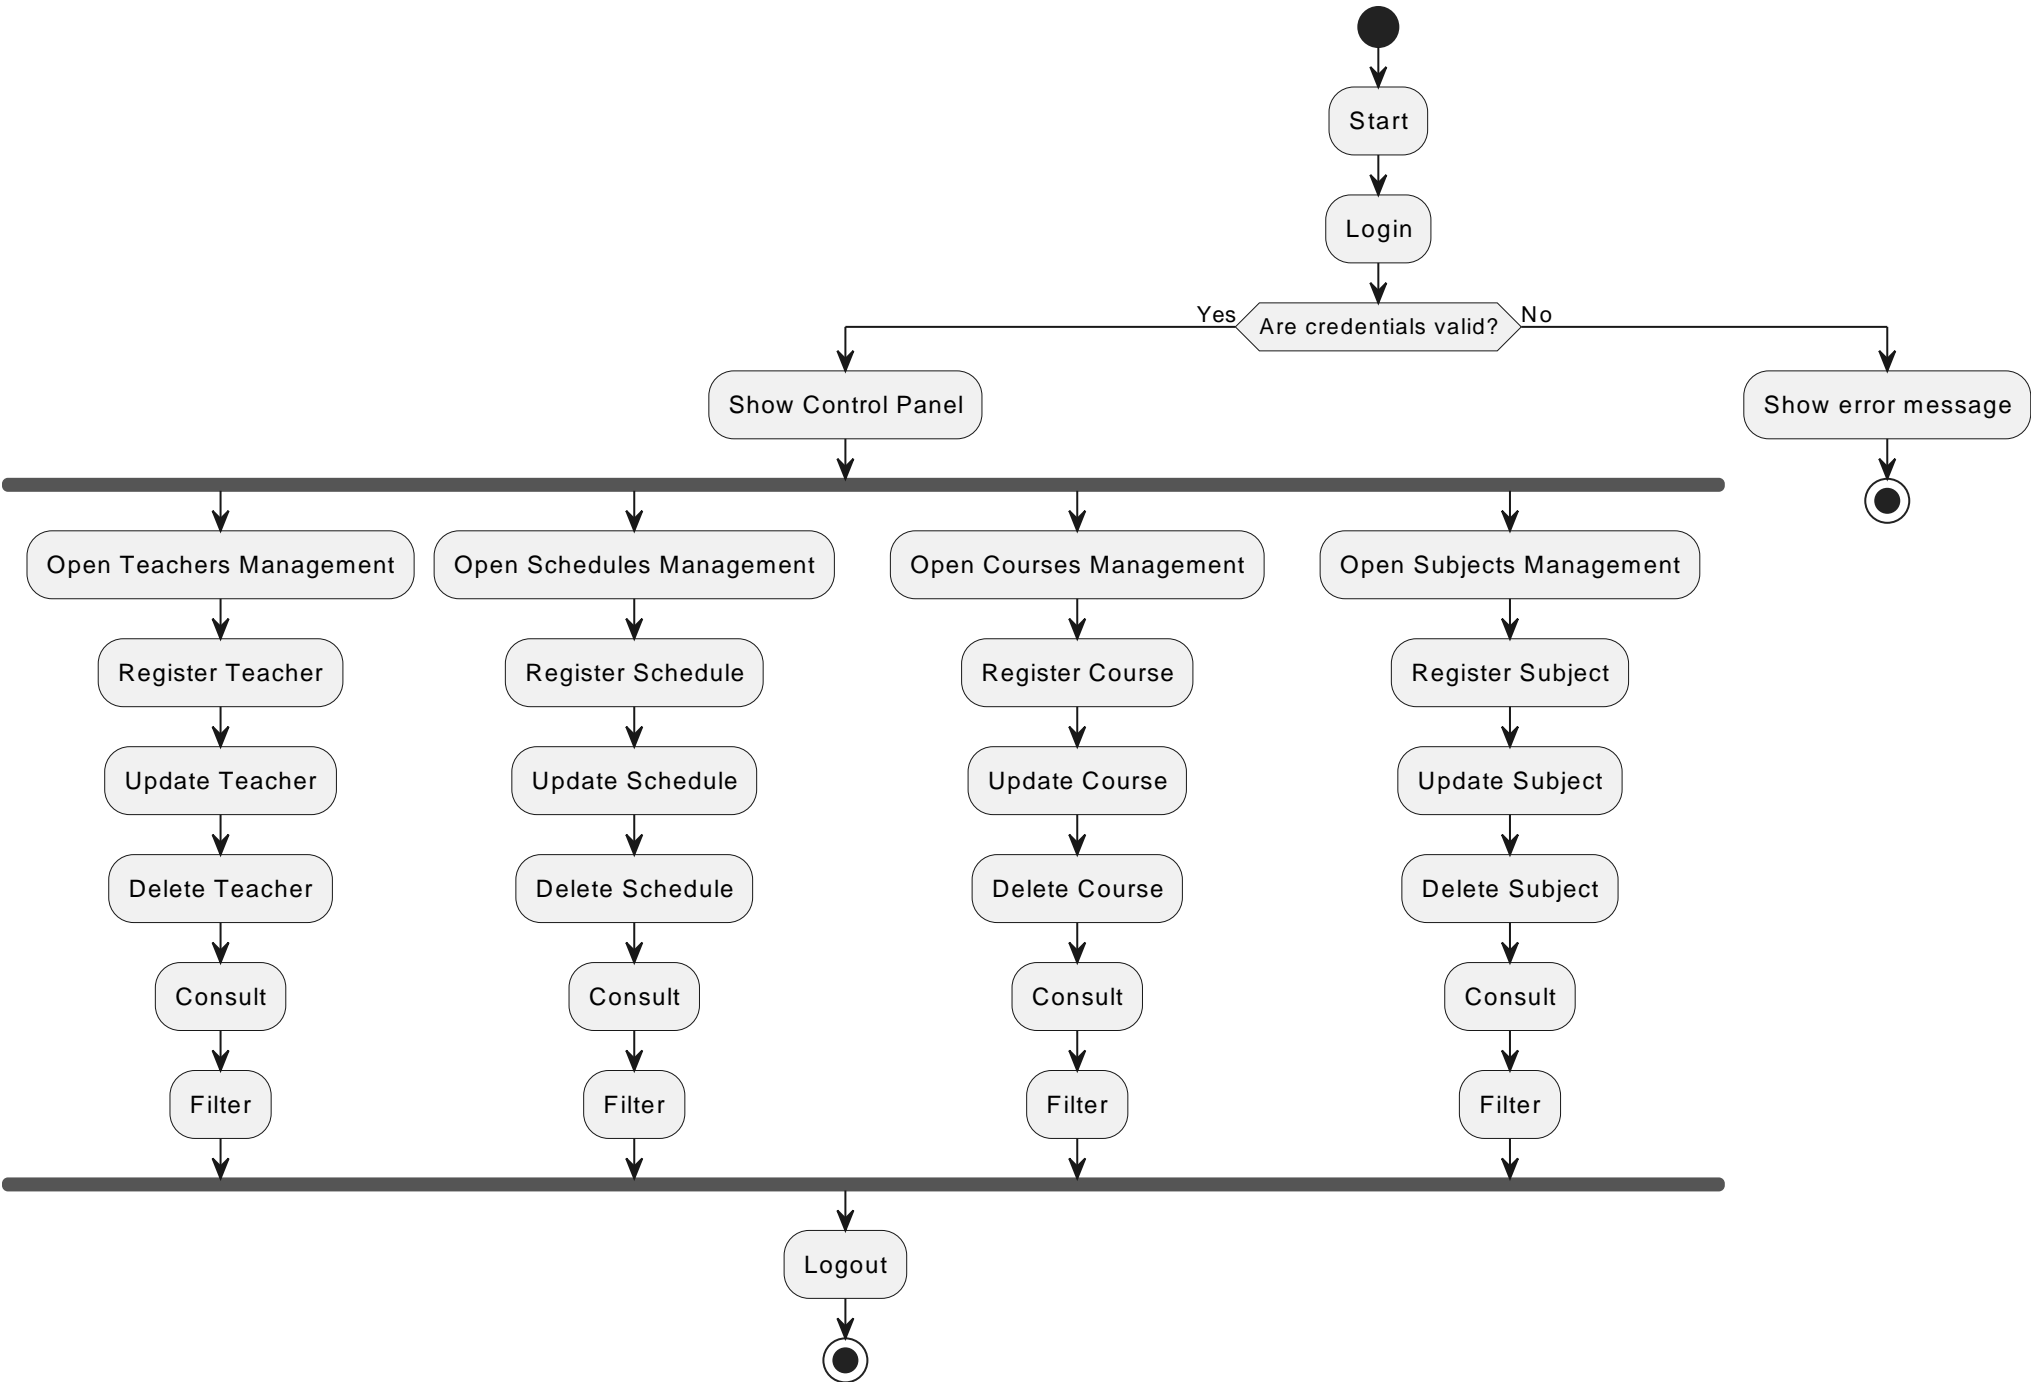 Start
Login
Yes
Are credentials valid?
No
Show Control Panel
Show error message
Open Teachers Management
Open Schedules Management
Open Courses Management
Open Subjects Management
Register Teacher
Register Schedule
Register Course
Register Subject
Update Teacher
Update Schedule
Update Course
Update Subject
Delete Teacher
Delete Schedule
Delete Course
Delete Subject
Consult
Consult
Consult
Consult
Filter
Filter
Filter
Filter
Logout